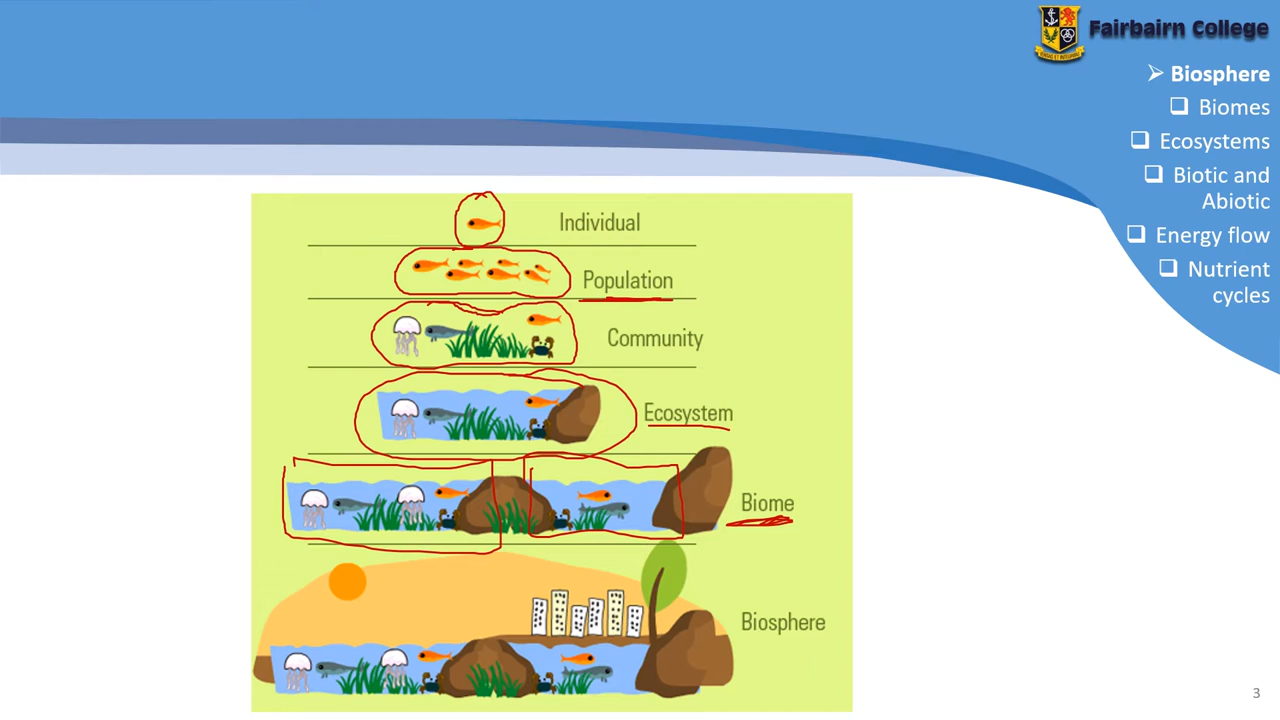 Fairbairn College
➢ Biosphere
❑ Biomes
❑ Ecosystems
❑ Biotic and
Abiotic
❑ Energy flow
❑ Nutrient
cycles
Individual
Population
Community
Ecosystem
Biome
Biosphere
3